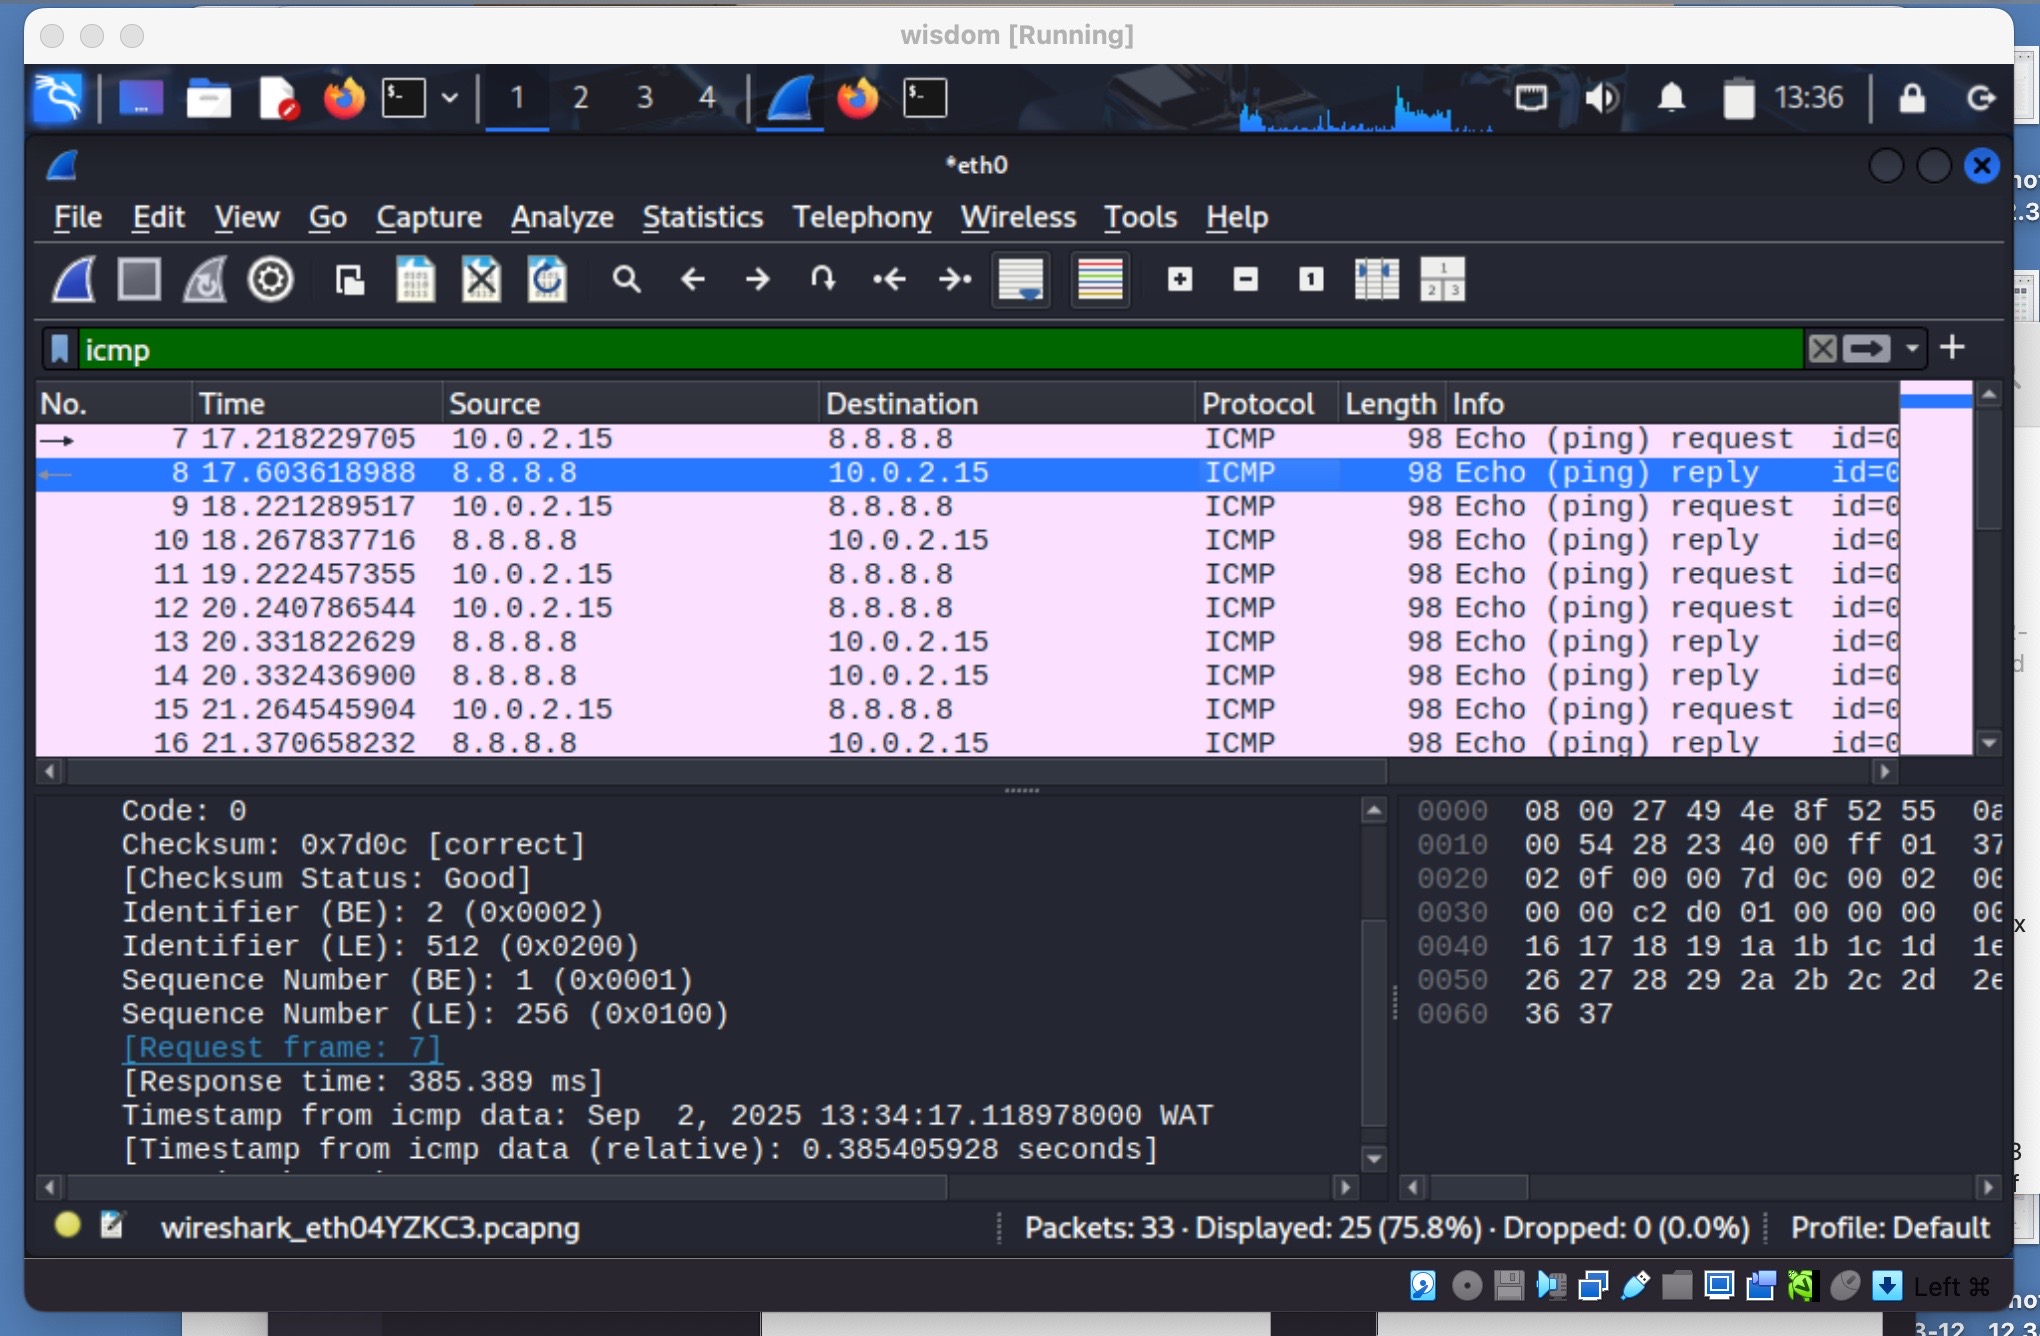 wisdom [Running]
1 2 3 4 13:36
*eth0
File Edit View Go Capture Analyze Statistics Telephony Wireless Tools Help
icmp
No. Time Source Destination Protocol Length Info
7 17.218229705 10.0.2.15 8.8.8.8 ICMP 98 Echo (ping) request id=0
8 17.603618988 8.8.8.8 10.0.2.15 ICMP 98 Echo (ping) reply id=0
9 18.221289517 10.0.2.15 8.8.8.8 ICMP 98 Echo (ping) request id=0
10 18.267837716 8.8.8.8 10.0.2.15 ICMP 98 Echo (ping) reply id=0
11 19.222457355 10.0.2.15 8.8.8.8 ICMP 98 Echo (ping) request id=0
12 20.240786544 10.0.2.15 8.8.8.8 ICMP 98 Echo (ping) request id=0
13 20.331822629 8.8.8.8 10.0.2.15 ICMP 98 Echo (ping) reply id=0
14 20.332436900 8.8.8.8 10.0.2.15 ICMP 98 Echo (ping) reply id=0
15 21.264545904 10.0.2.15 8.8.8.8 ICMP 98 Echo (ping) request id=0
16 21.370658232 8.8.8.8 10.0.2.15 ICMP 98 Echo (ping) reply id=0
Code: 0
Checksum: 0x7d0c [correct]
[Checksum Status: Good]
Identifier (BE): 2 (0x0002)
Identifier (LE): 512 (0x0200)
Sequence Number (BE): 1 (0x0001)
Sequence Number (LE): 256 (0x0100)
[Request frame: 7]
[Response time: 385.389 ms]
Timestamp from icmp data: Sep 2, 2025 13:34:17.118978000 WAT
[Timestamp from icmp data (relative): 0.385405928 seconds]
0000 08 00 27 49 4e 8f 52 55 0a
0010 00 54 28 23 40 00 ff 01 37
0020 02 0f 00 00 7d 0c 00 02 00
0030 00 00 c2 d0 01 00 00 00 00
0040 16 17 18 19 1a 1b 1c 1d 1e
0050 26 27 28 29 2a 2b 2c 2d 2e
0060 36 37
wireshark_eth04YZKC3.pcapng
Packets: 33 · Displayed: 25 (75.8%) · Dropped: 0 (0.0%)
Profile: Default
Left ⌘